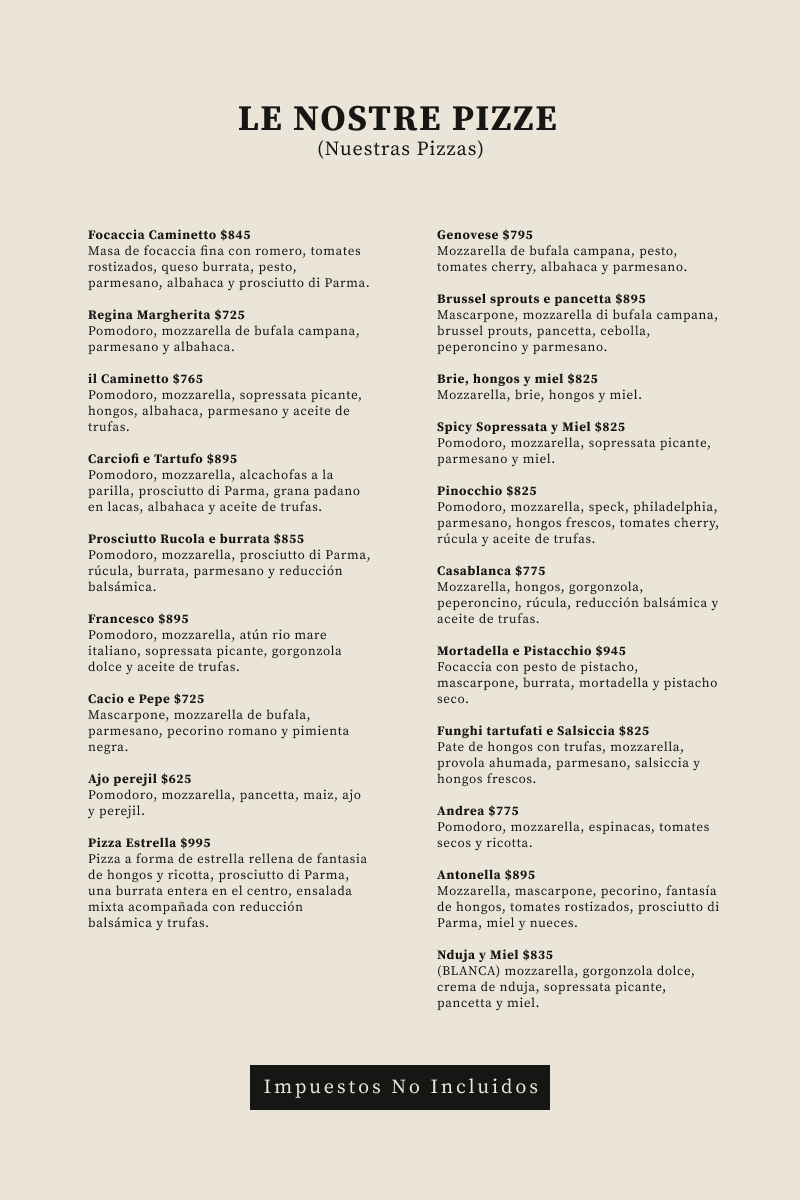 LE NOSTRE PIZZE
(Nuestras Pizzas)
Focaccia Caminetto $845
Masa de focaccia fina con romero, tomates
rostizados, queso burrata, pesto,
parmesano, albahaca y prosciutto di Parma.
Regina Margherita $725
Pomodoro, mozzarella de bufala campana,
parmesano y albahaca.
il Caminetto $765
Pomodoro, mozzarella, sopressata picante,
hongos, albahaca, parmesano y aceite de
trufas.
Carciofi e Tartufo $895
Pomodoro, mozzarella, alcachofas a la
parilla, prosciutto di Parma, grana padano
en lacas, albahaca y aceite de trufas.
Prosciutto Rucola e burrata $855
Pomodoro, mozzarella, prosciutto di Parma,
rúcula, burrata, parmesano y reducción
balsámica.
Francesco $895
Pomodoro, mozzarella, atún rio mare
italiano, sopressata picante, gorgonzola
dolce y aceite de trufas.
Cacio e Pepe $725
Mascarpone, mozzarella de bufala,
parmesano, pecorino romano y pimienta
negra.
Ajo perejil $625
Pomodoro, mozzarella, pancetta, maiz, ajo
y perejil.
Pizza Estrella $995
Pizza a forma de estrella rellena de fantasia
de hongos y ricotta, prosciutto di Parma,
una burrata entera en el centro, ensalada
mixta acompañada con reducción
balsámica y trufas.
Genovese $795
Mozzarella de bufala campana, pesto,
tomates cherry, albahaca y parmesano.
Brussel sprouts e pancetta $895
Mascarpone, mozzarella di bufala campana,
brussel prouts, pancetta, cebolla,
peperoncino y parmesano.
Brie, hongos y miel $825
Mozzarella, brie, hongos y miel.
Spicy Sopressata y Miel $825
Pomodoro, mozzarella, sopressata picante,
parmesano y miel.
Pinocchio $825
Pomodoro, mozzarella, speck, philadelphia,
parmesano, hongos frescos, tomates cherry,
rúcula y aceite de trufas.
Casablanca $775
Mozzarella, hongos, gorgonzola,
peperoncino, rúcula, reducción balsámica y
aceite de trufas.
Mortadella e Pistacchio $945
Focaccia con pesto de pistacho,
mascarpone, burrata, mortadella y pistacho
seco.
Funghi tartufati e Salsiccia $825
Pate de hongos con trufas, mozzarella,
provola ahumada, parmesano, salsiccia y
hongos frescos.
Andrea $775
Pomodoro, mozzarella, espinacas, tomates
secos y ricotta.
Antonella $895
Mozzarella, mascarpone, pecorino, fantasía
de hongos, tomates rostizados, prosciutto di
Parma, miel y nueces.
Nduja y Miel $835
(BLANCA) mozzarella, gorgonzola dolce,
crema de nduja, sopressata picante,
pancetta y miel.
Impuestos No Incluidos